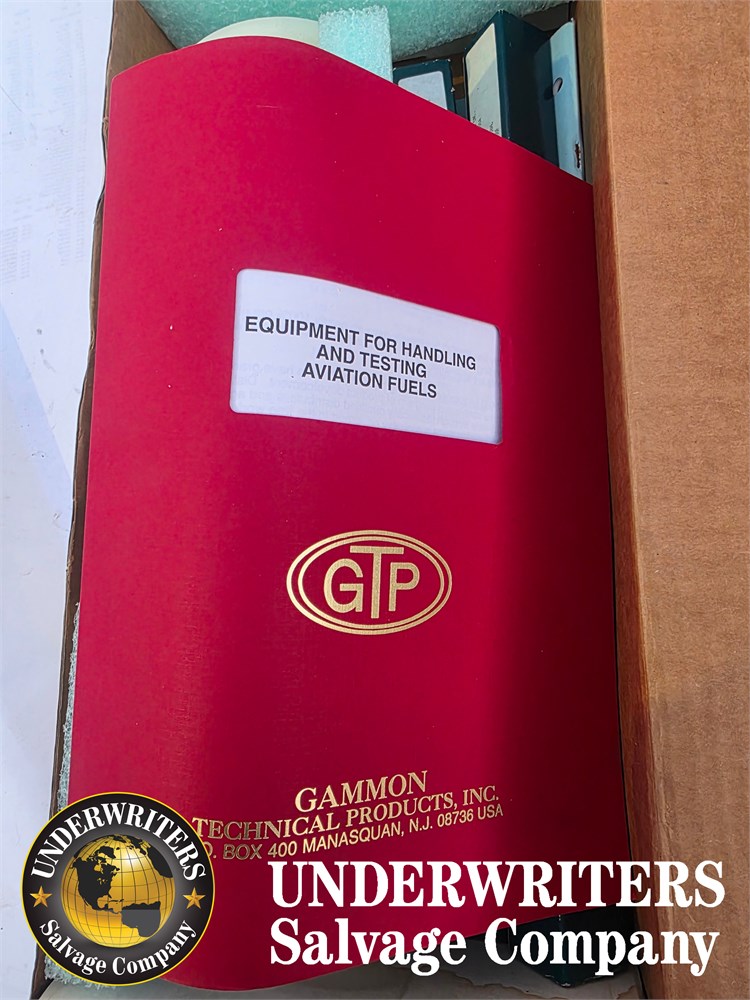 EQUIPMENT FOR HANDLING
AND TESTING
AVIATION FUELS
GTP
GAMMON
TECHNICAL PRODUCTS, INC.
O. BOX 400 MANASQUAN, N.J. 08736 USA
UNDERWRITERS
Salvage Company
UNDERWRITERS
Salvage Company